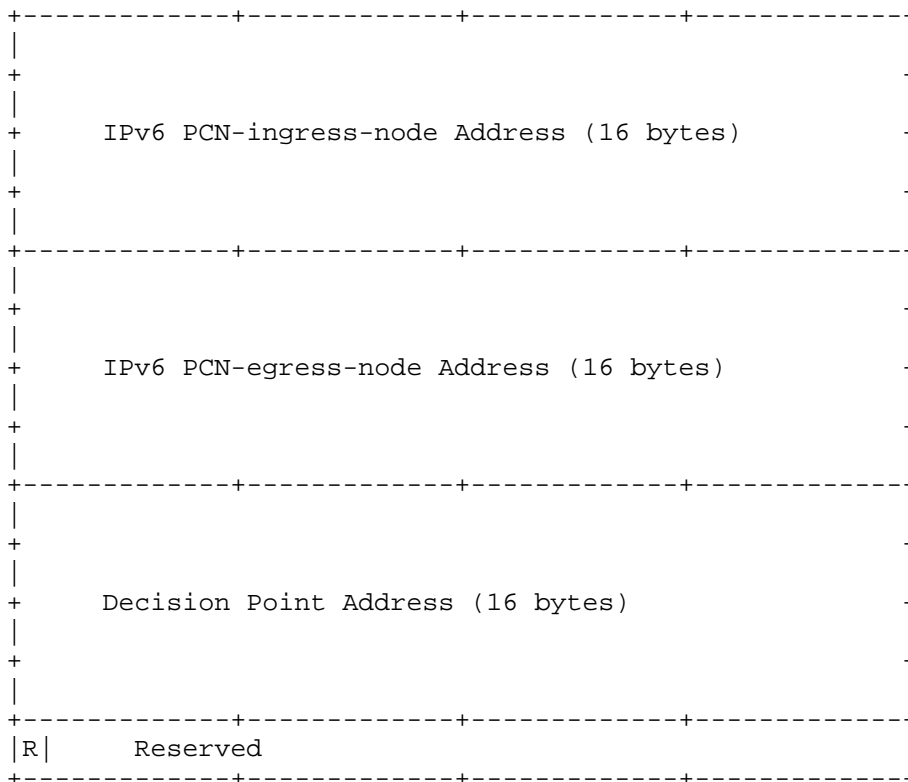 IPv6 PCN-ingress-node Address (16 bytes)
IPv6 PCN-egress-node Address (16 bytes)
Decision Point Address (16 bytes)
|R| Reserved